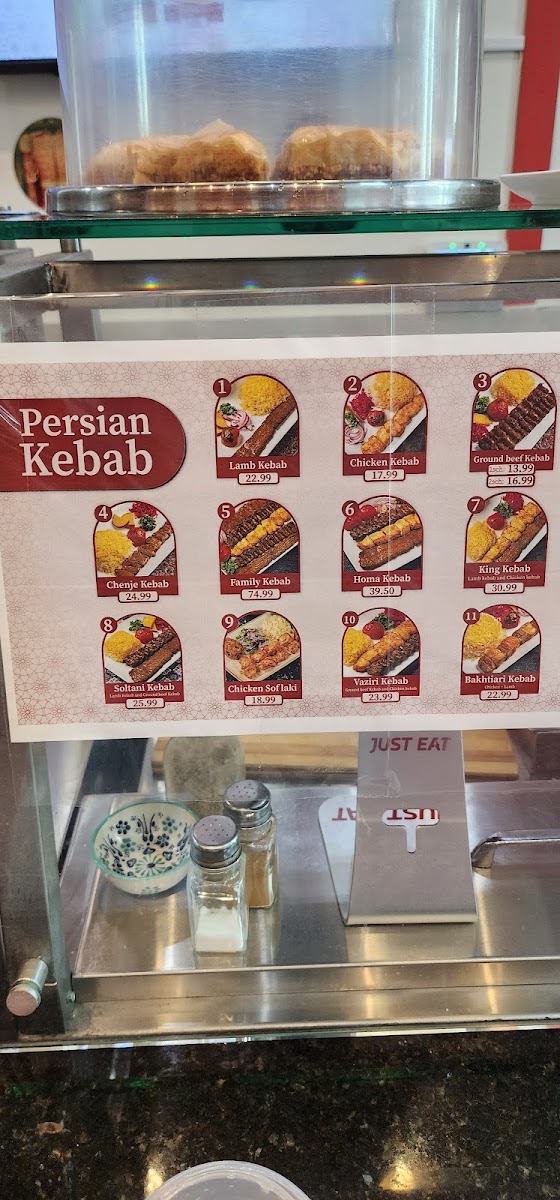 Persian
Kebab
1
Lamb Kebab
22.99
2
Chicken Kebab
17.99
3
Ground beef Kebab
1sch: 13.99
2sch: 16.99
4
Chenje Kebab
24.99
5
Family Kebab
74.99
6
Homa Kebab
39.50
7
King Kebab
Lamb kebab and Chicken kebab
30.99
8
Soltani Kebab
Lamb Kebab and Ground beef Kebab
25.99
9
Chicken Sof laki
18.99
10
Vaziri Kebab
Ground beef Kebab and Chicken Kebab
23.99
11
Bakhtiari Kebab
Chicken + Lamb
22.99
JUST EAT
JUST
EAT